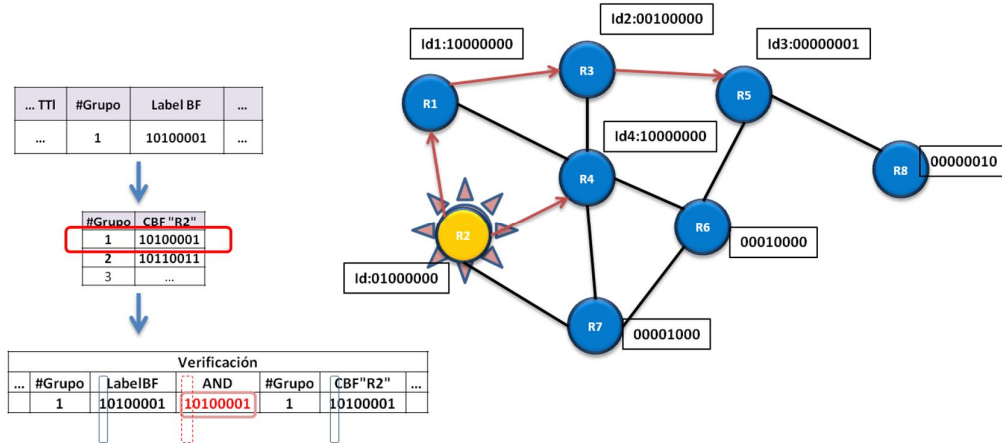 Id2:00100000
Id1:10000000
Id3:00000001
R3
R1
R5
... TTl #Grupo Label BF ...
... 1 10100001 ...
Id4:10000000
R4
R8
00000010
#Grupo CBF "R2"
1 10100001
2 10110011
3 ...
R2
R6
00010000
Id:01000000
R7
00001000
Verificación
... #Grupo LabelBF AND #Grupo CBF"R2" ...
1 10100001 10100001 1 10100001